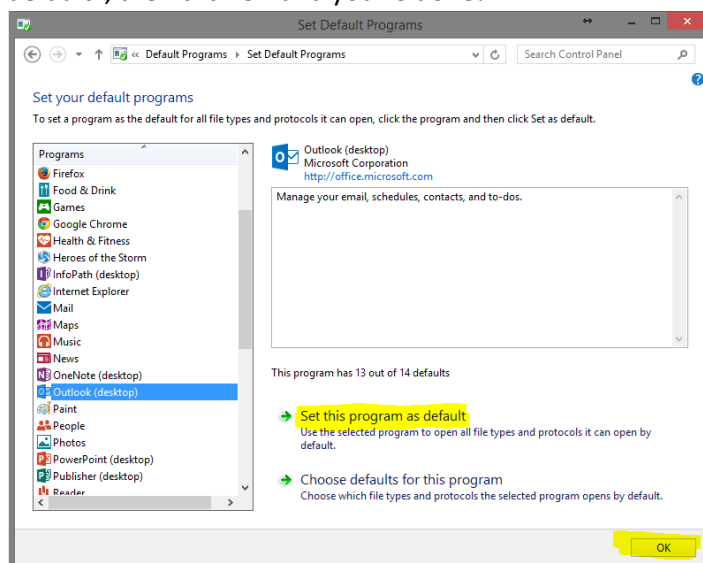 Set Default Programs
« Default Programs ▸ Set Default Programs
Search Control Panel
Set your default programs
To set a program as the default for all file types and protocols it can open, click the program and then click Set as default.
Programs
Firefox
Food & Drink
Games
Google Chrome
Health & Fitness
Heroes of the Storm
InfoPath (desktop)
Internet Explorer
Mail
Maps
Music
News
OneNote (desktop)
Outlook (desktop)
Paint
People
Photos
PowerPoint (desktop)
Publisher (desktop)
Reader
Outlook (desktop)
Microsoft Corporation
http://office.microsoft.com
Manage your email, schedules, contacts, and to-dos.
This program has 13 out of 14 defaults
Set this program as default
Use the selected program to open all file types and protocols it can open by
default.
Choose defaults for this program
Choose which file types and protocols the selected program opens by default.
OK